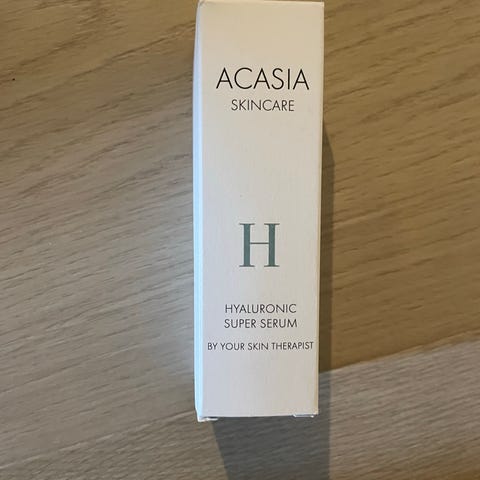 ACASIA
SKINCARE
H
HYALURONIC
SUPER SERUM
BY YOUR SKIN THERAPIST